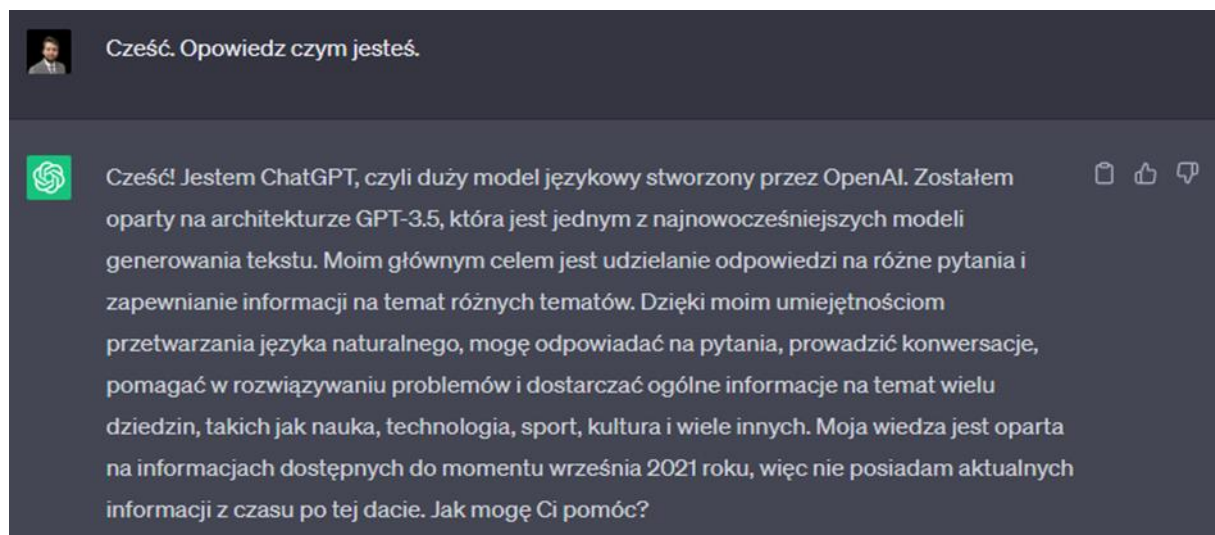 Cześć. Opowiedz czym jesteś.
Cześć! Jestem ChatGPT, czyli duży model językowy stworzony przez OpenAI. Zostałem
oparty na architekturze GPT-3.5, która jest jednym z najnowocześniejszych modeli
generowania tekstu. Moim głównym celem jest udzielanie odpowiedzi na różne pytania i
zapewnianie informacji na temat różnych tematów. Dzięki moim umiejętnościom
przetwarzania języka naturalnego, mogę odpowiadać na pytania, prowadzić konwersacje,
pomagać w rozwiązywaniu problemów i dostarczać ogólne informacje na temat wielu
dziedzin, takich jak nauka, technologia, sport, kultura i wiele innych. Moja wiedza jest oparta
na informacjach dostępnych do momentu września 2021 roku, więc nie posiadam aktualnych
informacji z czasu po tej dacie. Jak mogę Ci pomóc?